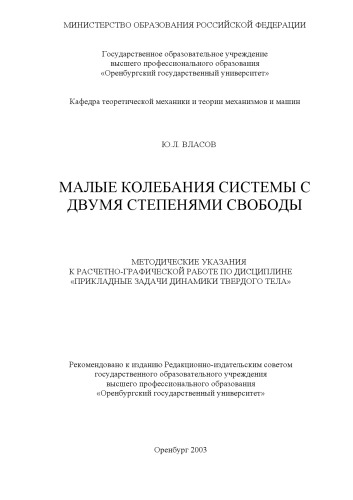 МИНИСТЕРСТВО ОБРАЗОВАНИЯ РОССИЙСКОЙ ФЕДЕРАЦИИ
Государственное образовательное учреждение
высшего профессионального образования
«Оренбургский государственный университет»
Кафедра теоретической механики и теории механизмов и машин
Ю.Л. ВЛАСОВ
МАЛЫЕ КОЛЕБАНИЯ СИСТЕМЫ С
ДВУМЯ СТЕПЕНЯМИ СВОБОДЫ
МЕТОДИЧЕСКИЕ УКАЗАНИЯ
К РАСЧЕТНО-ГРАФИЧЕСКОЙ РАБОТЕ ПО ДИСЦИПЛИНЕ
«ПРИКЛАДНЫЕ ЗАДАЧИ ДИНАМИКИ ТВЕРДОГО ТЕЛА»
Рекомендовано к изданию Редакционно-издательским советом
государственного образовательного учреждения
высшего профессионального образования
«Оренбургский государственный университет»
Оренбург 2003